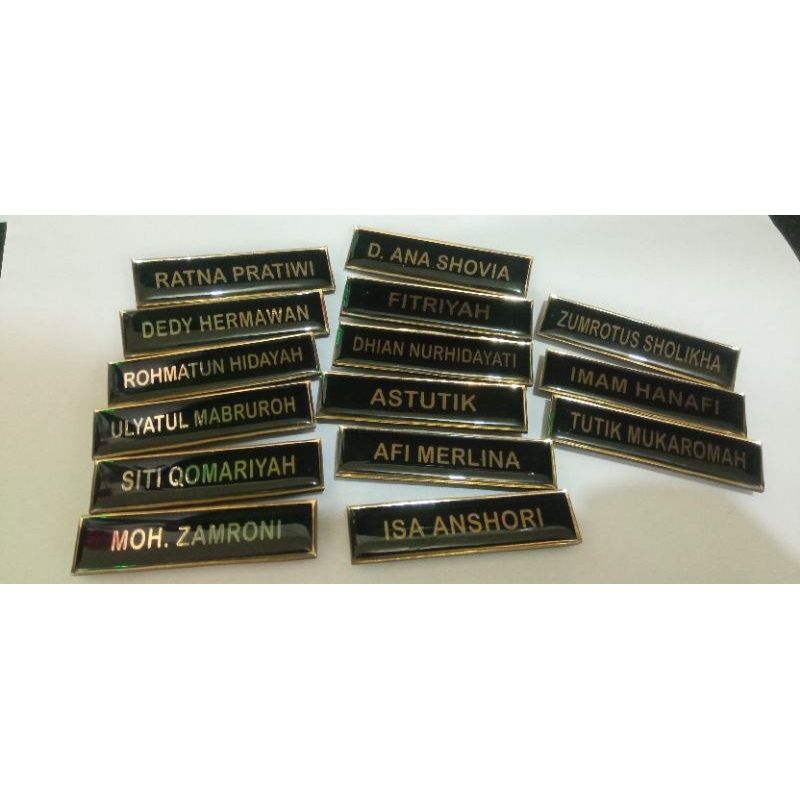 RATNA PRATIWI
DEDY HERMAWAN
ROHMATUN HIDAYAH
ULYATUL MABRUROH
SITI QOMARIYAH
MOH. ZAMRONI
D. ANA SHOVIA
FITRIYAH
DHIAN NURHIDAYATI
ASTUTIK
AFI MERLINA
ISA ANSHORI
ZUMROTUS SHOLIKHA
IMAM HANAFI
TUTIK MUKAROMAH